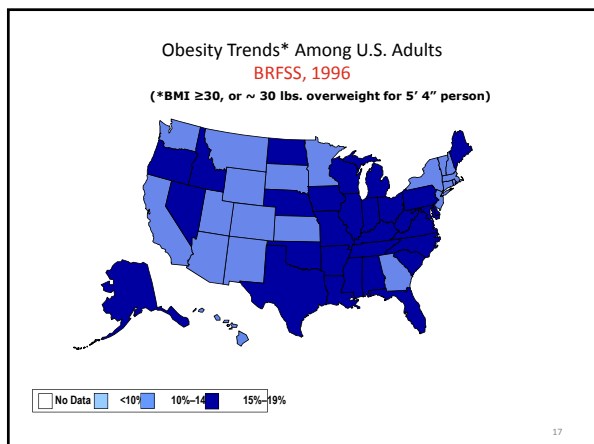 Obesity Trends* Among U.S. Adults
BRFSS, 1996
(*BMI ≥30, or ~ 30 lbs. overweight for 5' 4" person)
No Data <10% 10%–14 15%–19%
17